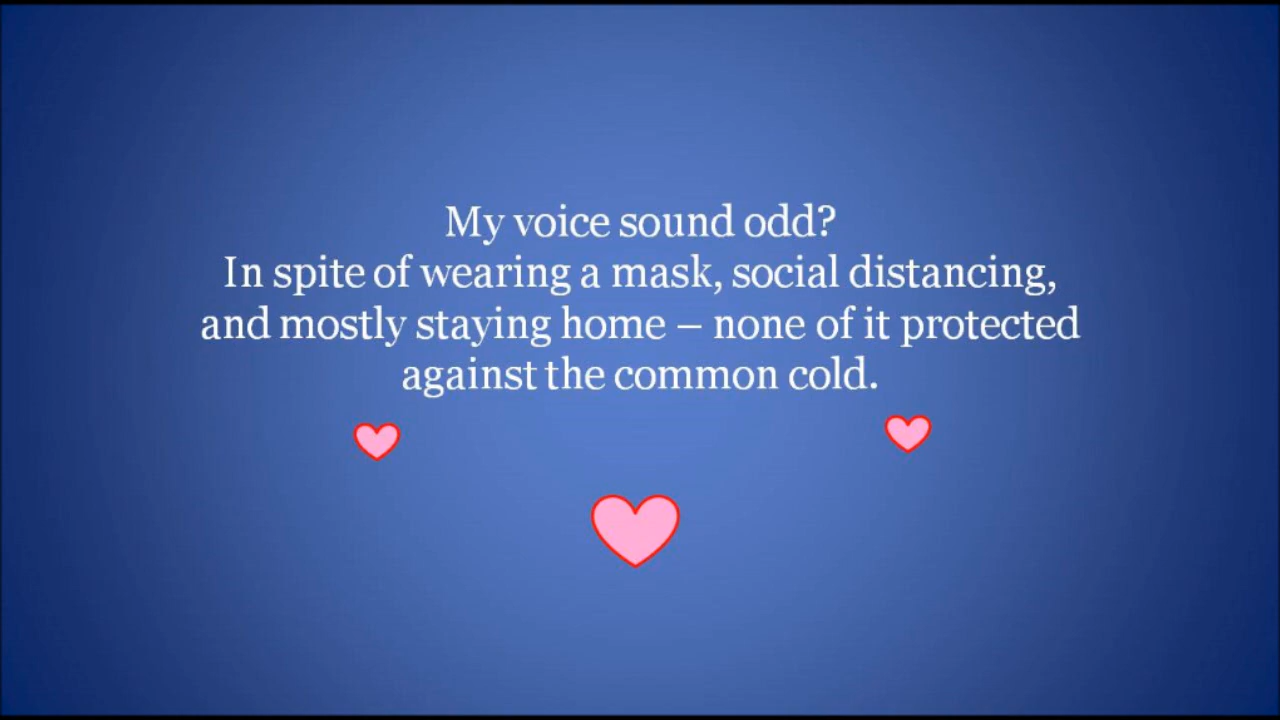 My voice sound odd?
In spite of wearing a mask, social distancing,
and mostly staying home – none of it protected
against the common cold.